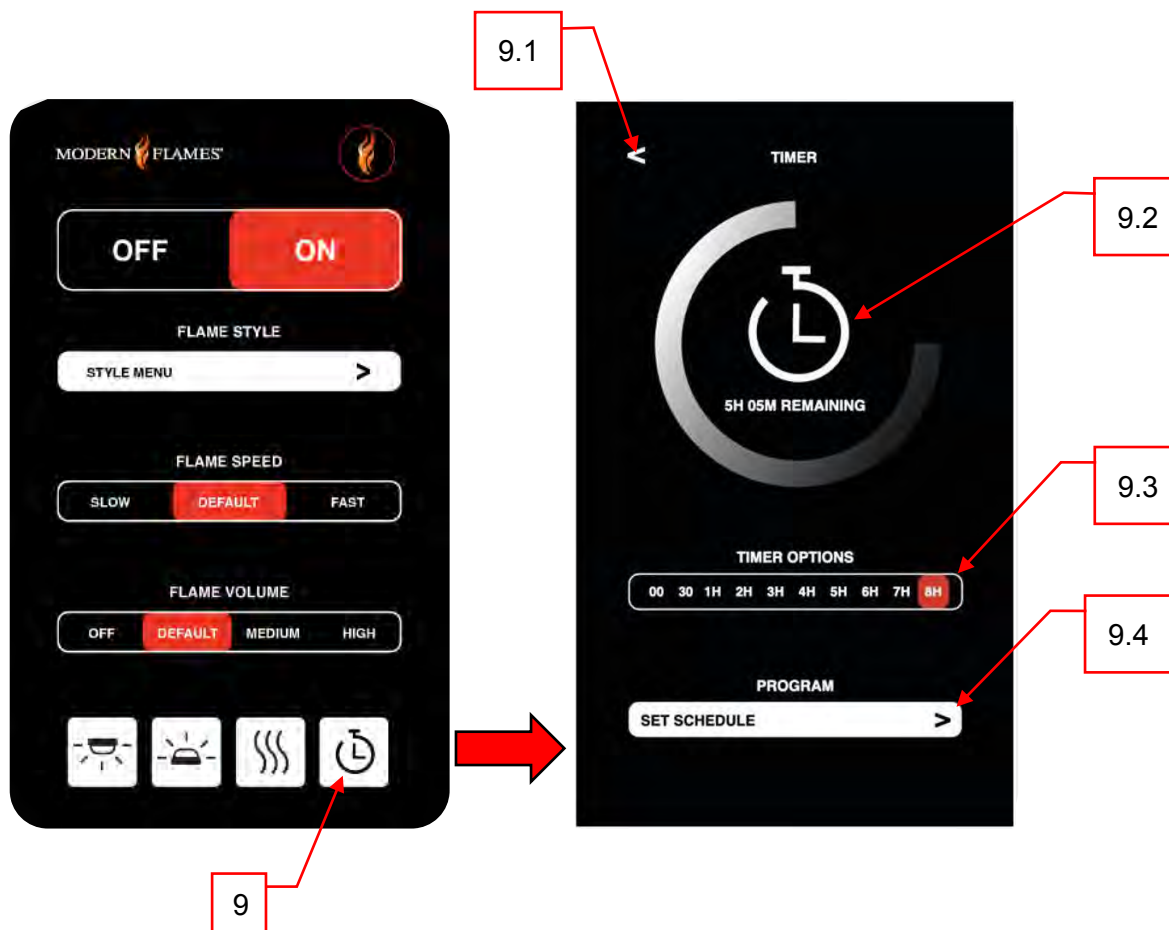 9.1
MODERN FLAMES
OFF ON
FLAME STYLE
STYLE MENU >
FLAME SPEED
SLOW DEFAULT FAST
FLAME VOLUME
OFF DEFAULT MEDIUM HIGH
9
< TIMER
9.2
5H 05M REMAINING
9.3
TIMER OPTIONS
00 30 1H 2H 3H 4H 5H 6H 7H 8H
9.4
PROGRAM
SET SCHEDULE >